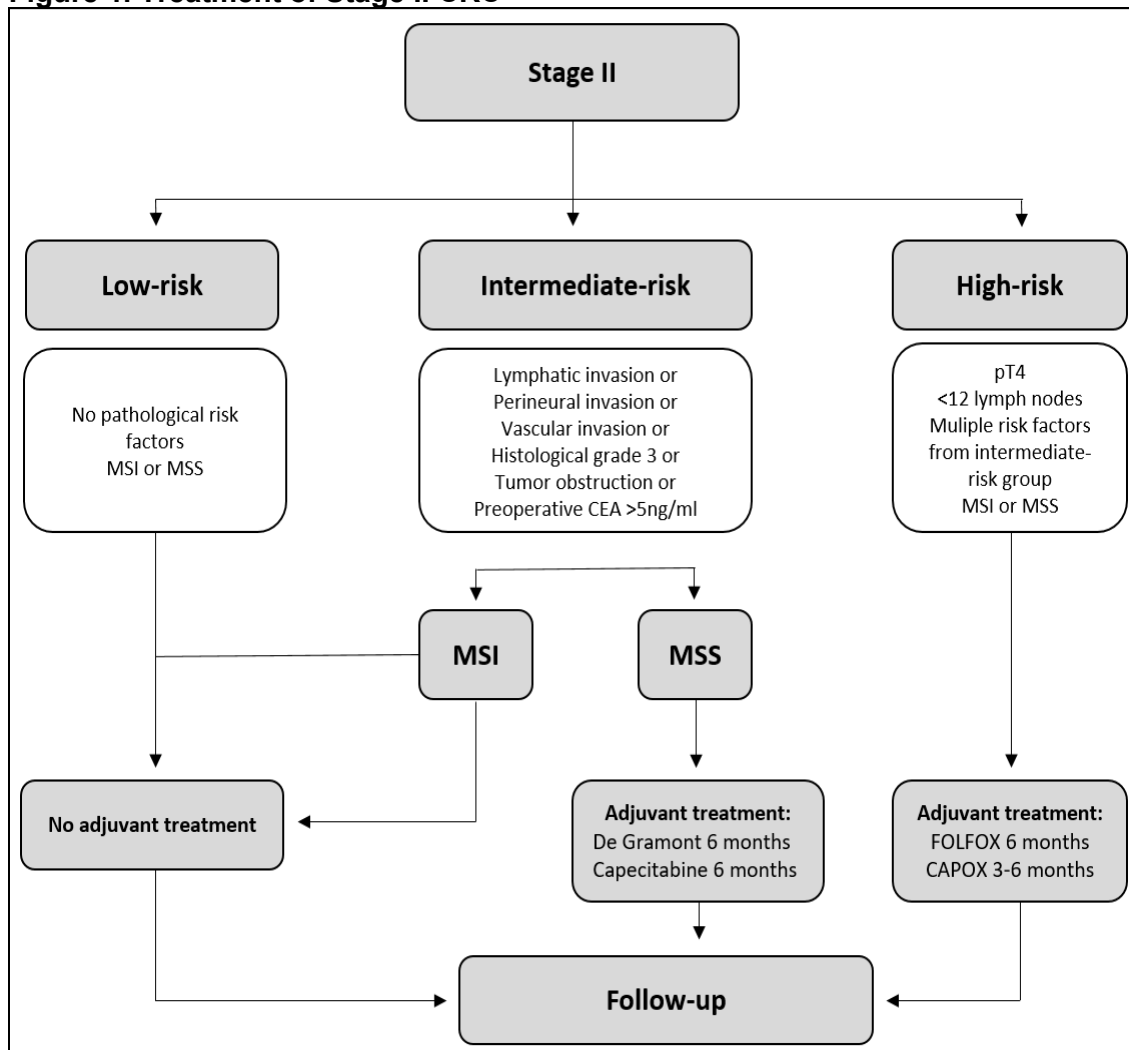 Figure 1. Treatment of Stage II CRC
Stage II
Low-risk
Intermediate-risk
High-risk
No pathological risk
factors
MSI or MSS
Lymphatic invasion or
Perineural invasion or
Vascular invasion or
Histological grade 3 or
Tumor obstruction or
Preoperative CEA >5ng/ml
pT4
<12 lymph nodes
Muliple risk factors
from intermediate-
risk group
MSI or MSS
MSI
MSS
No adjuvant treatment
Adjuvant treatment:
De Gramont 6 months
Capecitabine 6 months
Adjuvant treatment:
FOLFOX 6 months
CAPOX 3-6 months
Follow-up